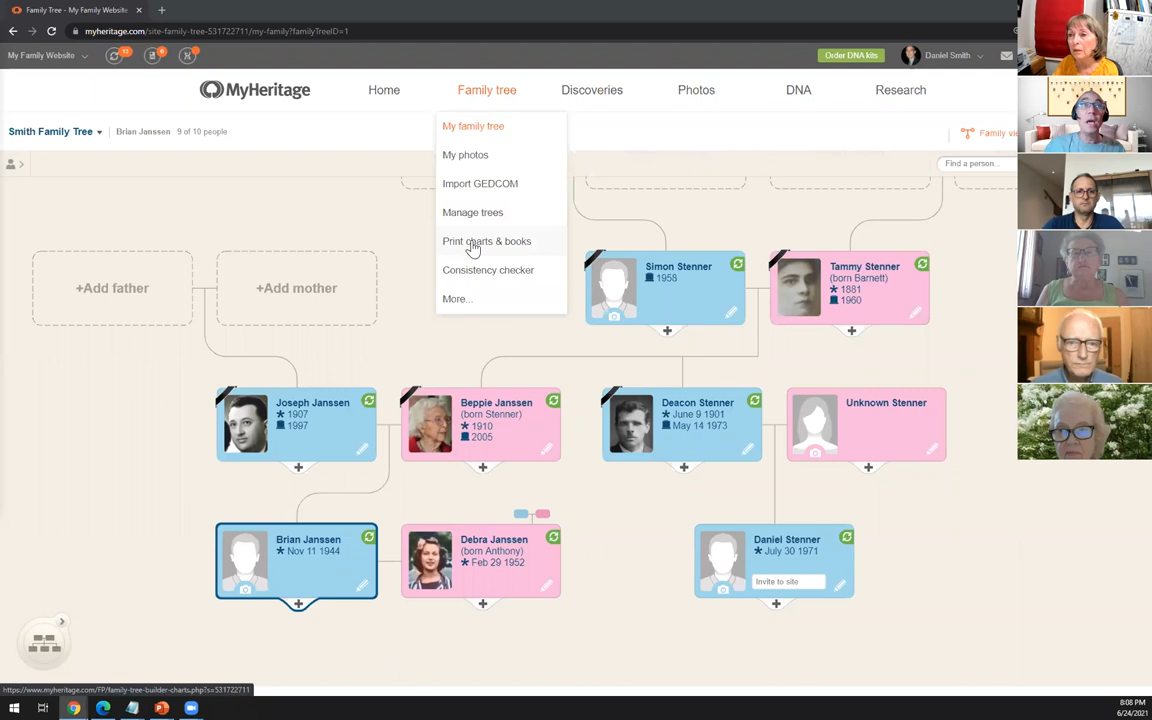 Family Tree - My Family Website
myheritage.com/site-family-tree-531722711/my-family?familyTreeID=1
My Family Website
13
6
Order DNA kits
Daniel Smith
MyHeritage
Home
Family tree
Discoveries
Photos
DNA
Research
Smith Family Tree
Brian Janssen
9 of 10 people
Family vi
Find a person...
My family tree
My photos
Import GEDCOM
Manage trees
Print charts & books
Consistency checker
More...
+Add father
+Add mother
Simon Stenner
1958
Tammy Stenner
(born Barnett)
1881
1960
Joseph Janssen
1907
1997
Beppie Janssen
(born Stenner)
1910
2005
Deacon Stenner
June 9 1901
May 14 1973
Unknown Stenner
Brian Janssen
Nov 11 1944
Debra Janssen
(born Anthony)
Feb 29 1952
Daniel Stenner
July 30 1971
Invite to site
https://www.myheritage.com/FP/family-tree-builder-charts.php?s=531722711
8:08 PM
6/24/2021